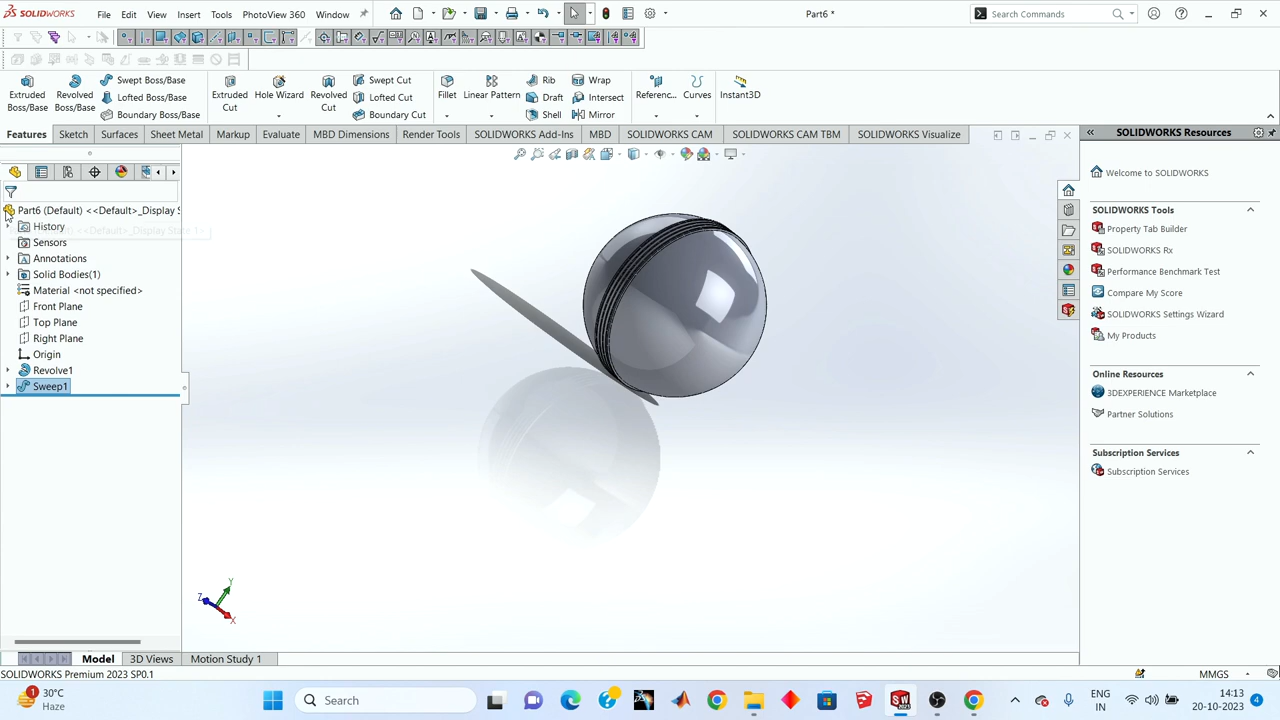 SOLIDWORKS File Edit View Insert Tools PhotoView 360 Window Part6 * Search Commands
Extruded Boss/Base
Revolved Boss/Base
Swept Boss/Base
Lofted Boss/Base
Boundary Boss/Base
Extruded Cut
Hole Wizard
Revolved Cut
Swept Cut
Lofted Cut
Boundary Cut
Fillet
Linear Pattern
Rib
Draft
Shell
Wrap
Intersect
Mirror
Referenc...
Curves
Instant3D
Features Sketch Surfaces Sheet Metal Markup Evaluate MBD Dimensions Render Tools SOLIDWORKS Add-Ins MBD SOLIDWORKS CAM SOLIDWORKS CAM TBM SOLIDWORKS Visualize
Part6 (Default) <<Default>_Display S
History
Sensors
Annotations
Solid Bodies(1)
Material <not specified>
Front Plane
Top Plane
Right Plane
Origin
Revolve1
Sweep1
Y
Z
X
SOLIDWORKS Resources
Welcome to SOLIDWORKS
SOLIDWORKS Tools
Property Tab Builder
SOLIDWORKS Rx
Performance Benchmark Test
Compare My Score
SOLIDWORKS Settings Wizard
My Products
Online Resources
3DEXPERIENCE Marketplace
Partner Solutions
Subscription Services
Subscription Services
Model 3D Views Motion Study 1
SOLIDWORKS Premium 2023 SP0.1 MMGS
1
30°C
Haze
Search
ENG
IN
14:13
20-10-2023
4